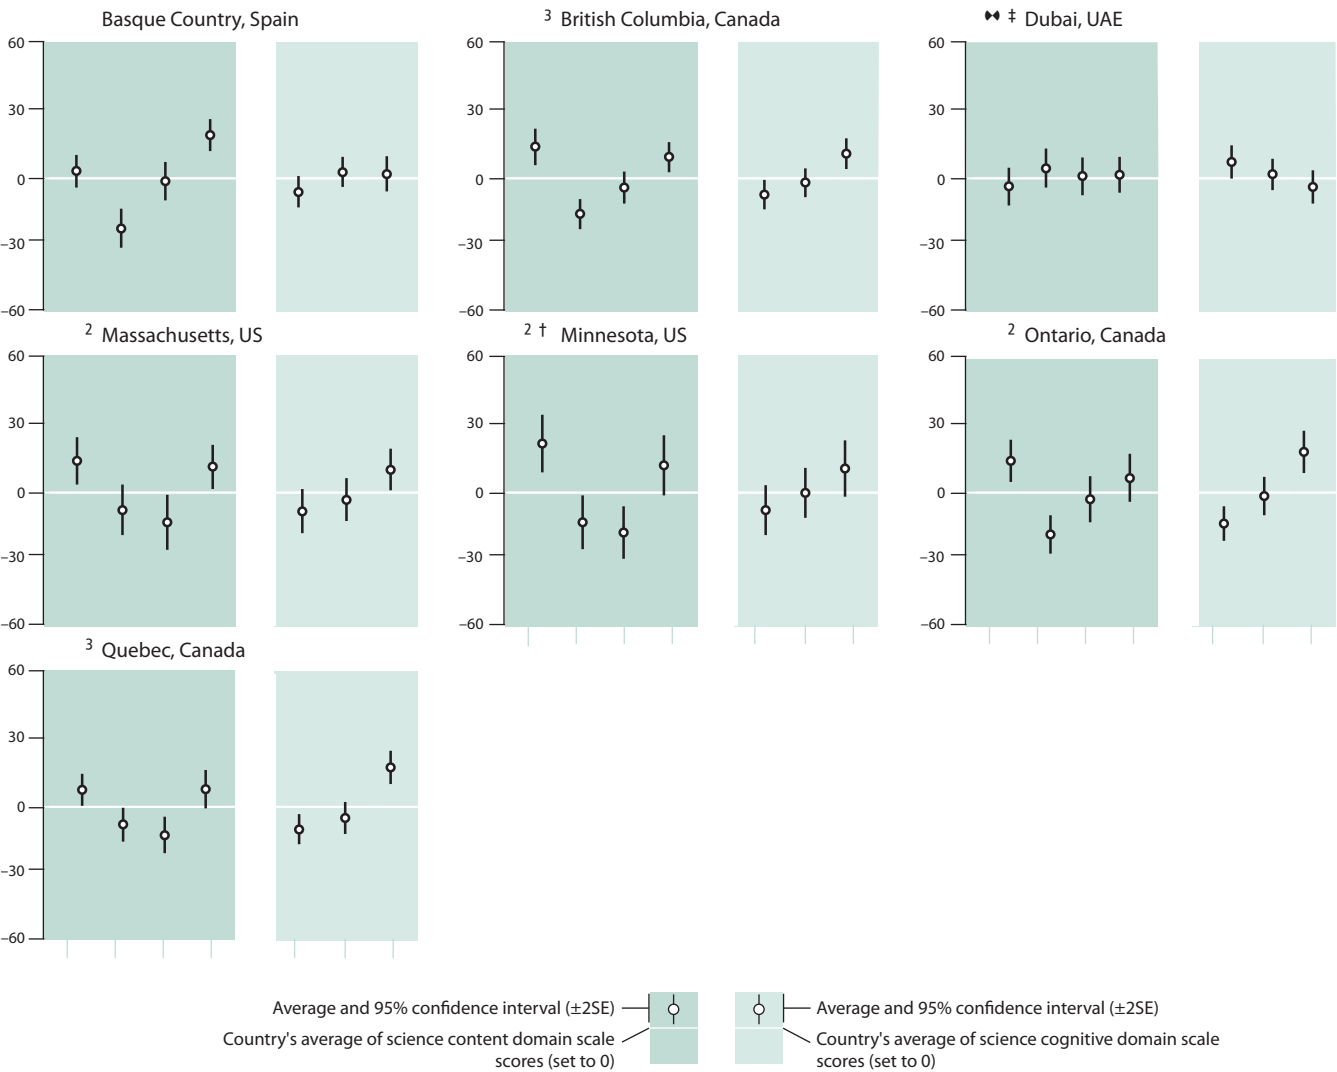 Basque Country, Spain
60
30
0
–30
–60
3 British Columbia, Canada
60
30
0
–30
–60
‡ Dubai, UAE
60
30
0
–30
–60
2 Massachusetts, US
60
30
0
–30
–60
2 † Minnesota, US
60
30
0
–30
–60
2 Ontario, Canada
60
30
0
–30
–60
3 Quebec, Canada
60
30
0
–30
–60
Average and 95% confidence interval (±2SE)
Country's average of science content domain scale
scores (set to 0)
Average and 95% confidence interval (±2SE)
Country's average of science cognitive domain scale
scores (set to 0)